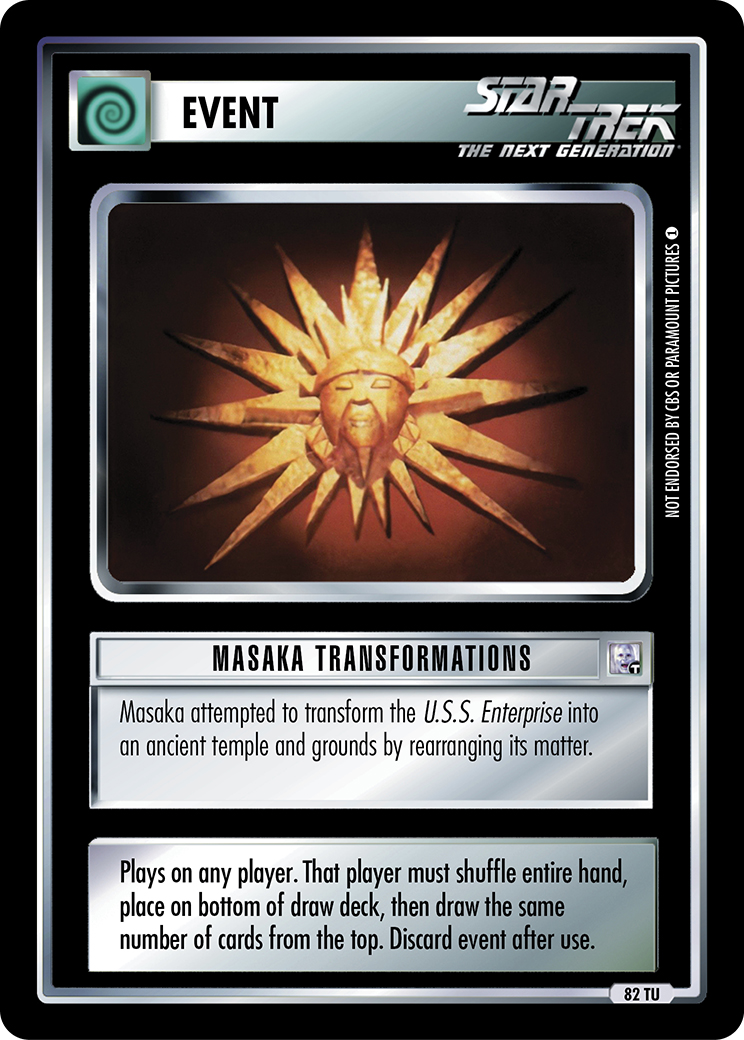 EVENT
STAR TREK
THE NEXT GENERATION
NOT ENDORSED BY CBS OR PARAMOUNT PICTURES 1
MASAKA TRANSFORMATIONS
T
Masaka attempted to transform the U.S.S. Enterprise into
an ancient temple and grounds by rearranging its matter.
Plays on any player. That player must shuffle entire hand,
place on bottom of draw deck, then draw the same
number of cards from the top. Discard event after use.
82 TU